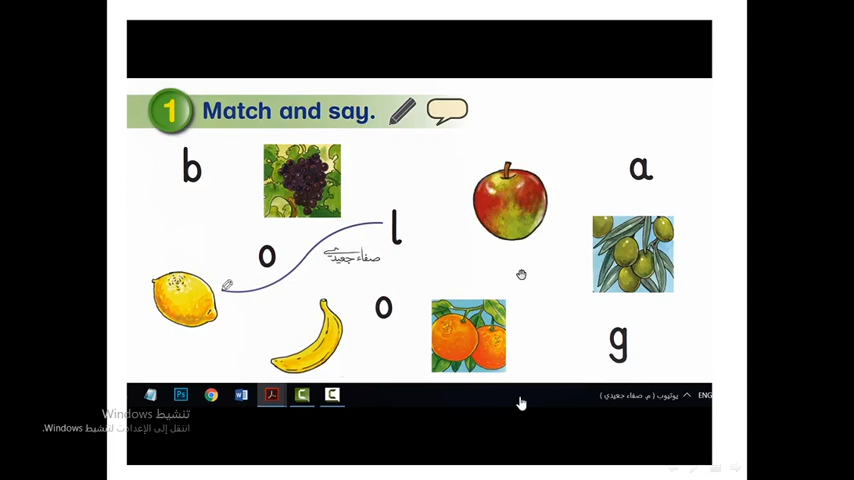 1 Match and say.
b
a
l
o
صفاء جعيدي
o
g
يوتيوب ( م. صفاء جعيدي )
ENG
تنشيط Windows
انتقل إلى الإعدادات لتنشيط Windows.